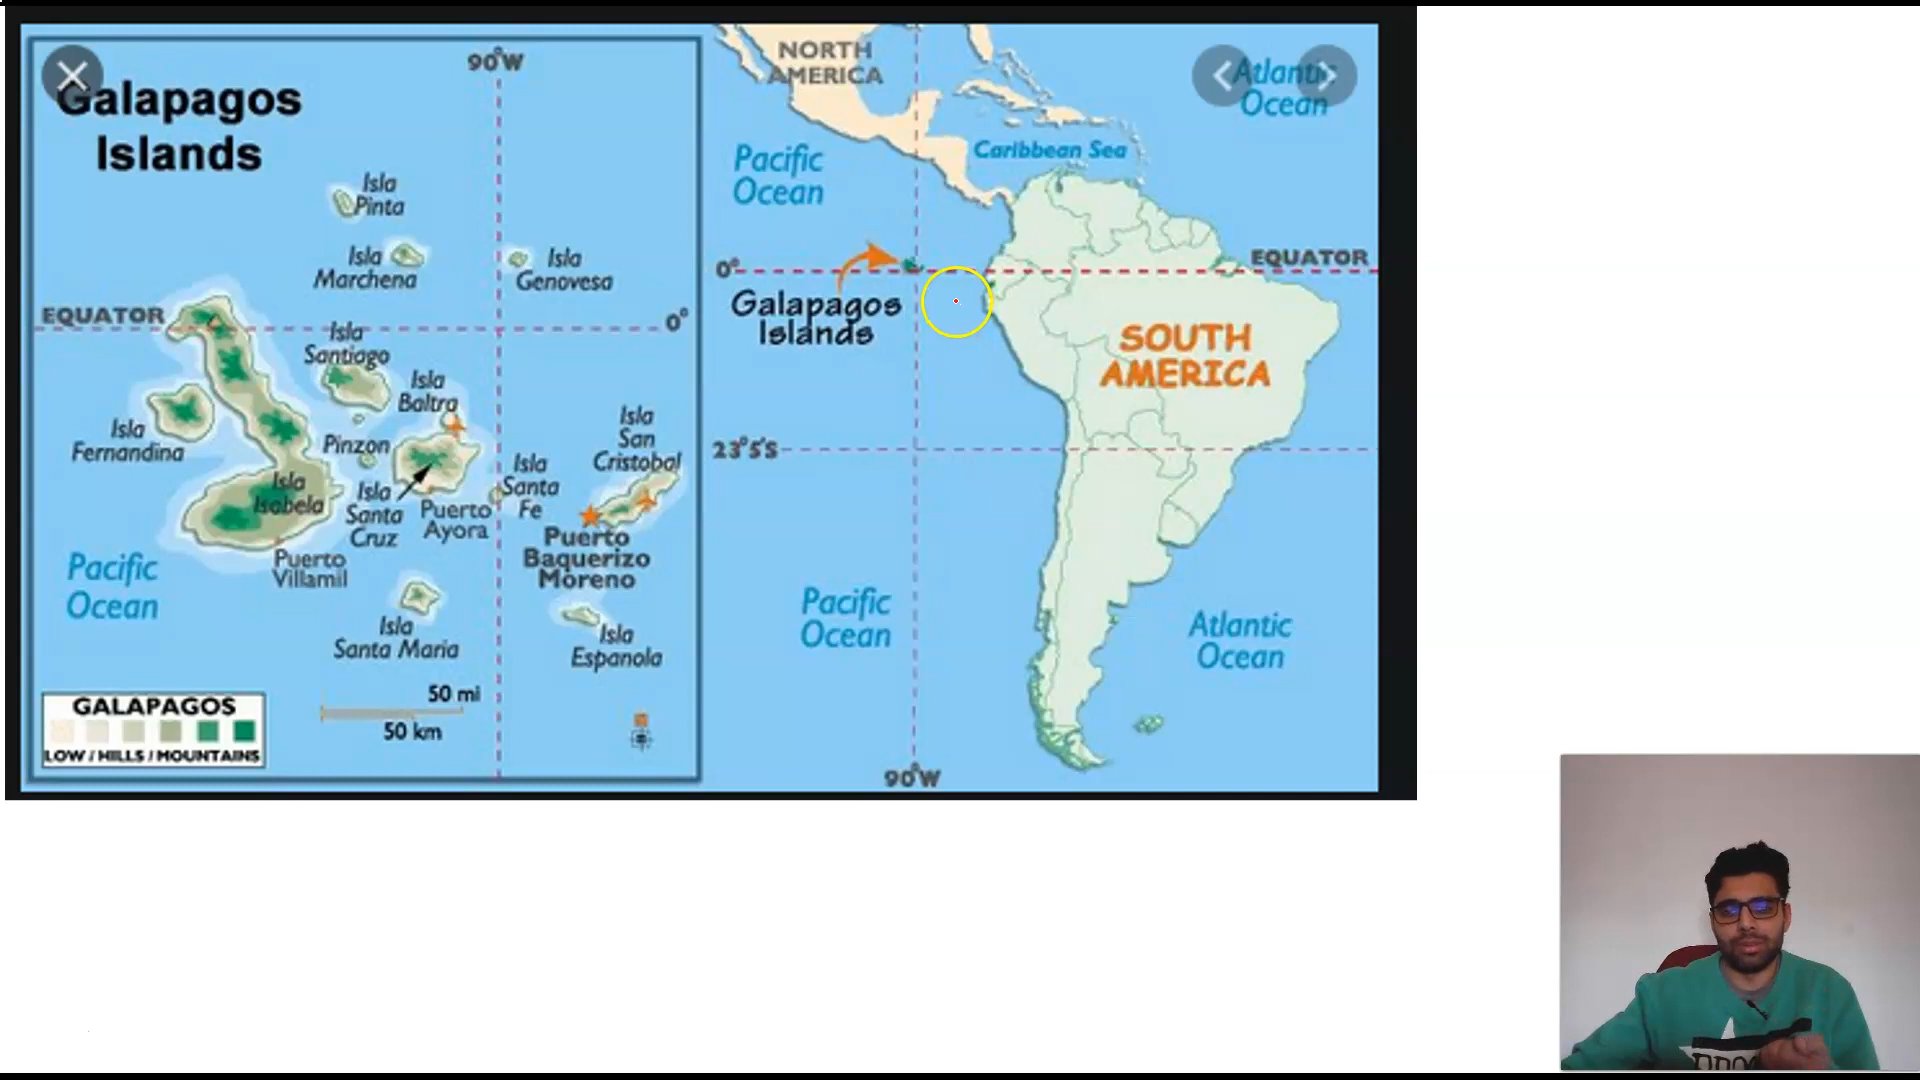 Galapagos
Islands
90°W
Isla
Pinta
Isla
Marchena
Isla
Genovesa
EQUATOR
0°
Isla
Santiago
Isla
Baltra
Isla
Fernandina
Pinzon
Isla
San
Cristobal
Isla
Isabela
Isla
Santa
Cruz
Isla
Santa
Fe
Puerto
Ayora
Puerto
Baquerizo
Moreno
Puerto
Villamil
Pacific
Ocean
Isla
Santa Maria
Isla
Espanola
50 mi
50 km
GALAPAGOS
LOW / HILLS / MOUNTAINS
NORTH
AMERICA
Atlantic
Ocean
Pacific
Ocean
Caribbean Sea
0°
EQUATOR
Galapagos
Islands
SOUTH
AMERICA
23°5'S
Pacific
Ocean
Atlantic
Ocean
90°W